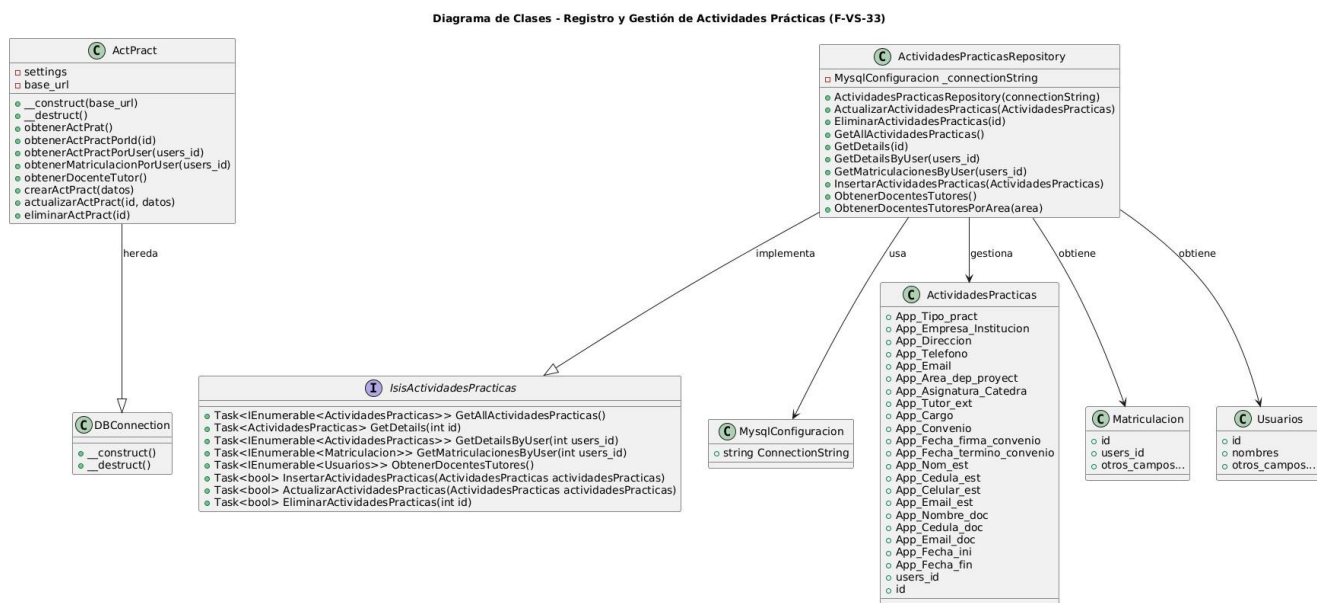 Diagrama de Clases - Registro y Gestión de Actividades Prácticas (F-VS-33)
C ActPract
settings
base_url
__construct(base_url)
__destruct()
obtenerActPrat()
obtenerActPractPorId(id)
obtenerActPractPorUser(users_id)
obtenerMatriculacionPorUser(users_id)
obtenerDocenteTutor()
crearActPract(datos)
actualizarActPract(id, datos)
eliminarActPract(id)
C ActividadesPracticasRepository
MysqlConfiguracion _connectionString
ActividadesPracticasRepository(connectionString)
ActualizarActividadesPracticas(ActividadesPracticas)
EliminarActividadesPracticas(id)
GetAllActividadesPracticas()
GetDetails(id)
GetDetailsByUser(users_id)
GetMatriculacionesByUser(users_id)
InsertarActividadesPracticas(ActividadesPracticas)
ObtenerDocentesTutores()
ObtenerDocentesTutoresPorArea(area)
hereda
implementa
usa
gestiona
obtiene
obtiene
C DBConnection
__construct()
__destruct()
I IsisActividadesPracticas
Task<IEnumerable<ActividadesPracticas>> GetAllActividadesPracticas()
Task<ActividadesPracticas> GetDetails(int id)
Task<IEnumerable<ActividadesPracticas>> GetDetailsByUser(int users_id)
Task<IEnumerable<Matriculacion>> GetMatriculacionesByUser(int users_id)
Task<IEnumerable<Usuarios>> ObtenerDocentesTutores()
Task<bool> InsertarActividadesPracticas(ActividadesPracticas actividadesPracticas)
Task<bool> ActualizarActividadesPracticas(ActividadesPracticas actividadesPracticas)
Task<bool> EliminarActividadesPracticas(int id)
C MysqlConfiguracion
string ConnectionString
C ActividadesPracticas
App_Tipo_pract
App_Empresa_Institucion
App_Direccion
App_Telefono
App_Email
App_Area_dep_proyect
App_Asignatura_Catedra
App_Tutor_ext
App_Cargo
App_Convenio
App_Fecha_firma_convenio
App_Fecha_termino_convenio
App_Nom_est
App_Cedula_est
App_Celular_est
App_Email_est
App_Nombre_doc
App_Cedula_doc
App_Email_doc
App_Fecha_ini
App_Fecha_fin
users_id
id
C Matriculacion
id
users_id
otros_campos...
C Usuarios
id
nombres
otros_campos...